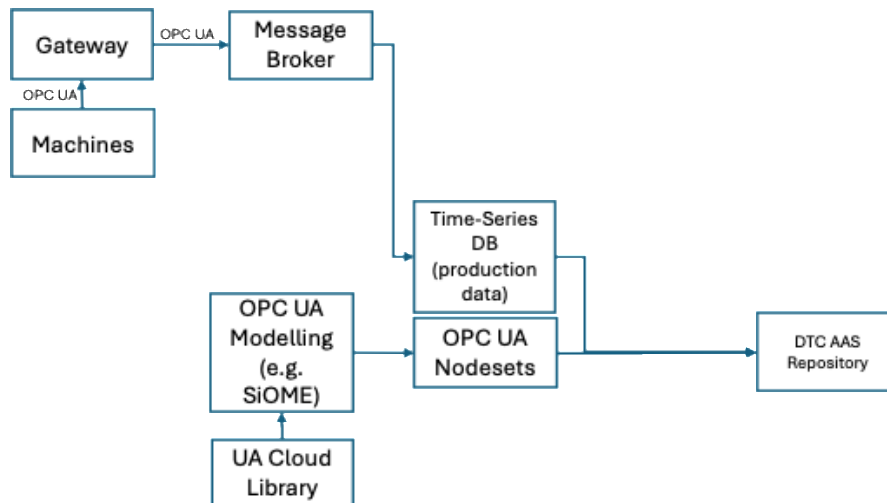 Gateway
OPC UA
Message
Broker
OPC UA
Machines
Time-Series
DB
(production
data)
OPC UA
Modelling
(e.g.
SiOME)
OPC UA
Nodesets
DTC AAS
Repository
UA Cloud
Library